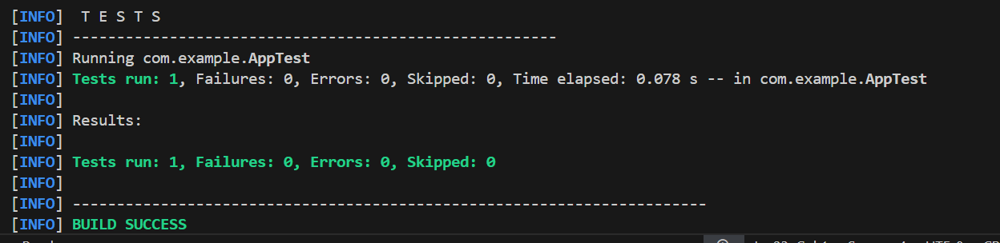 [INFO]  T E S T S
[INFO] -------------------------------------------------------
[INFO] Running com.example.AppTest
[INFO] Tests run: 1, Failures: 0, Errors: 0, Skipped: 0, Time elapsed: 0.078 s -- in com.example.AppTest
[INFO]
[INFO] Results:
[INFO]
[INFO] Tests run: 1, Failures: 0, Errors: 0, Skipped: 0
[INFO]
[INFO] ------------------------------------------------------------------------
[INFO] BUILD SUCCESS